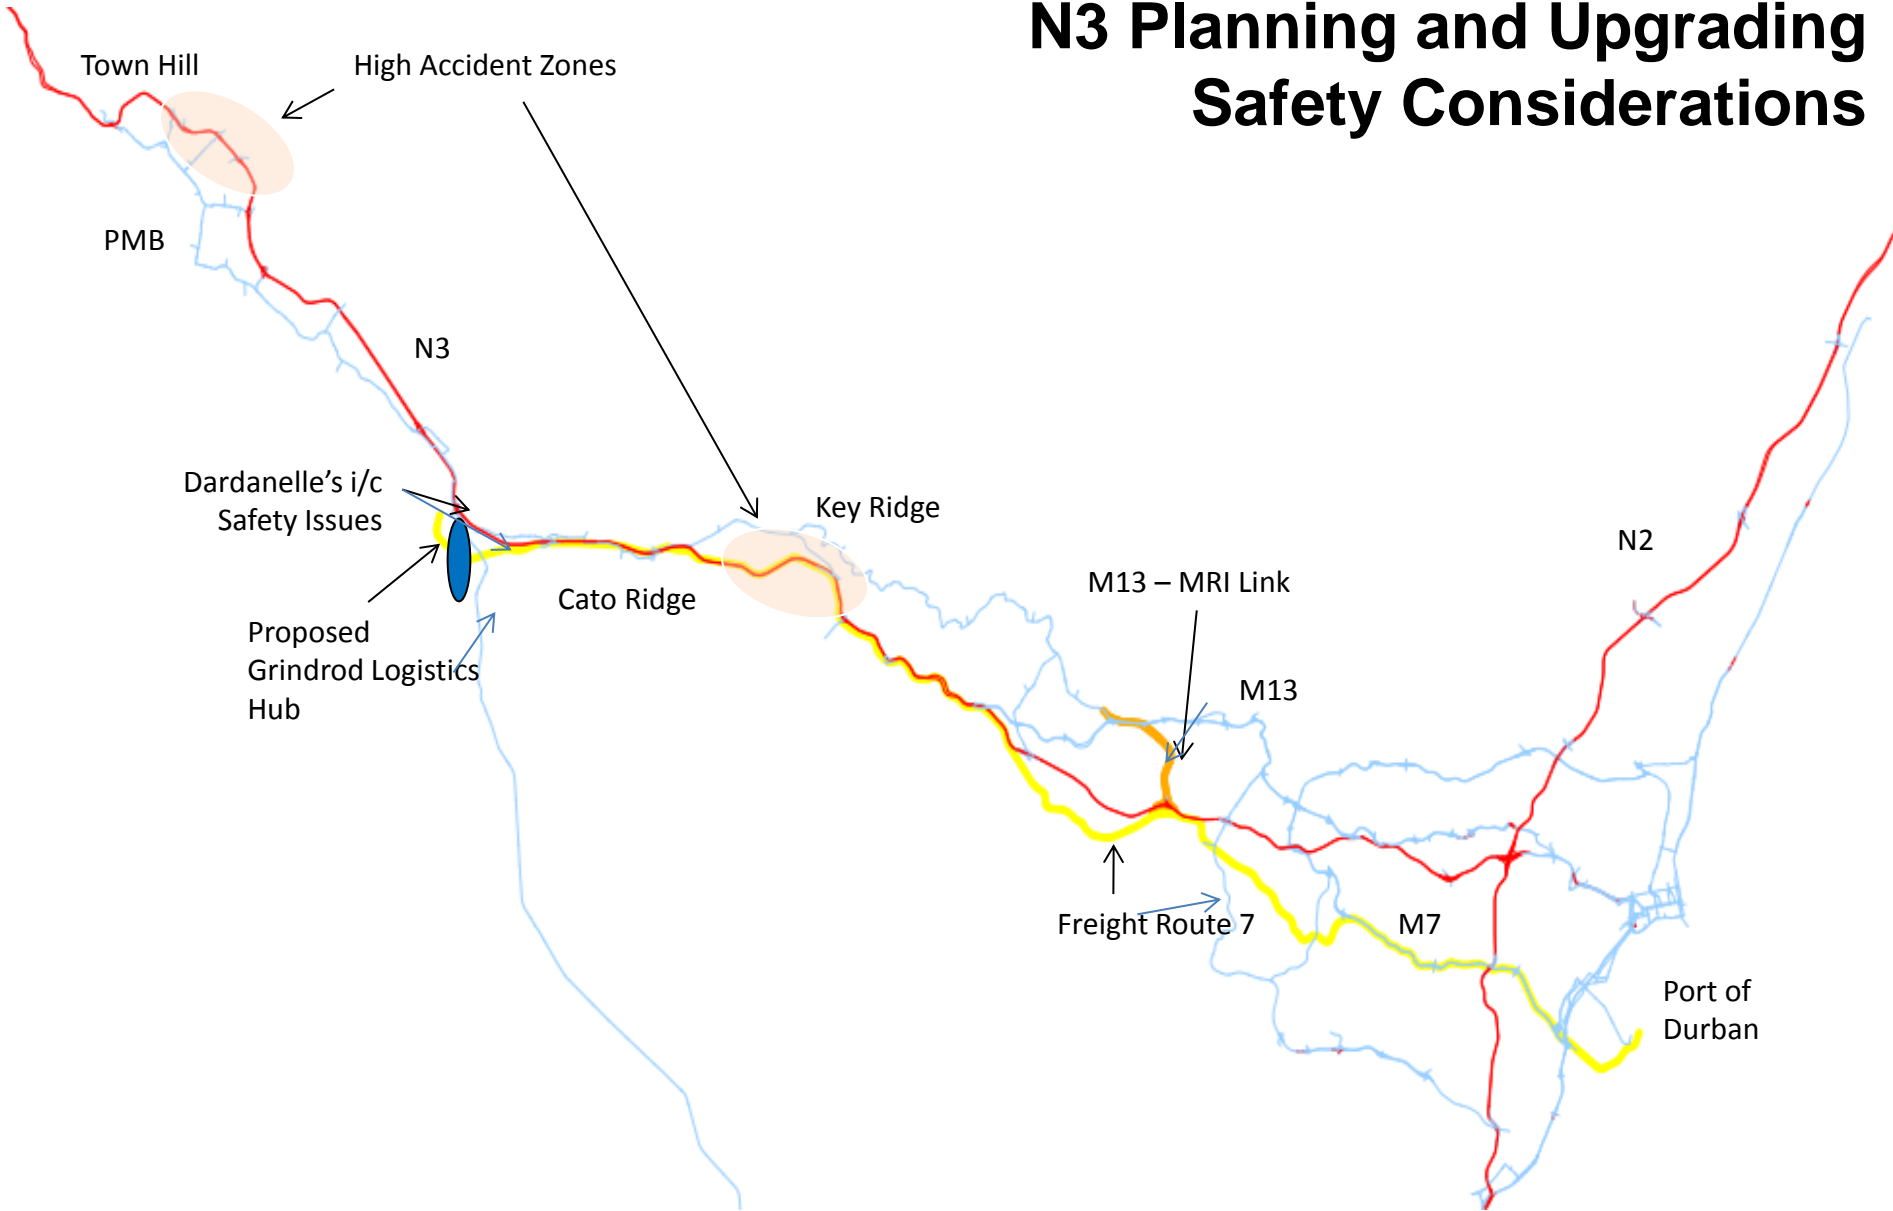 N3 Planning and Upgrading
Safety Considerations
Town Hill
High Accident Zones
PMB
N3
Dardanelle’s i/c
Safety Issues
Key Ridge
N2
M13 – MRI Link
Cato Ridge
Proposed
Grindrod Logistics
Hub
M13
Freight Route 7
M7
Port of
Durban